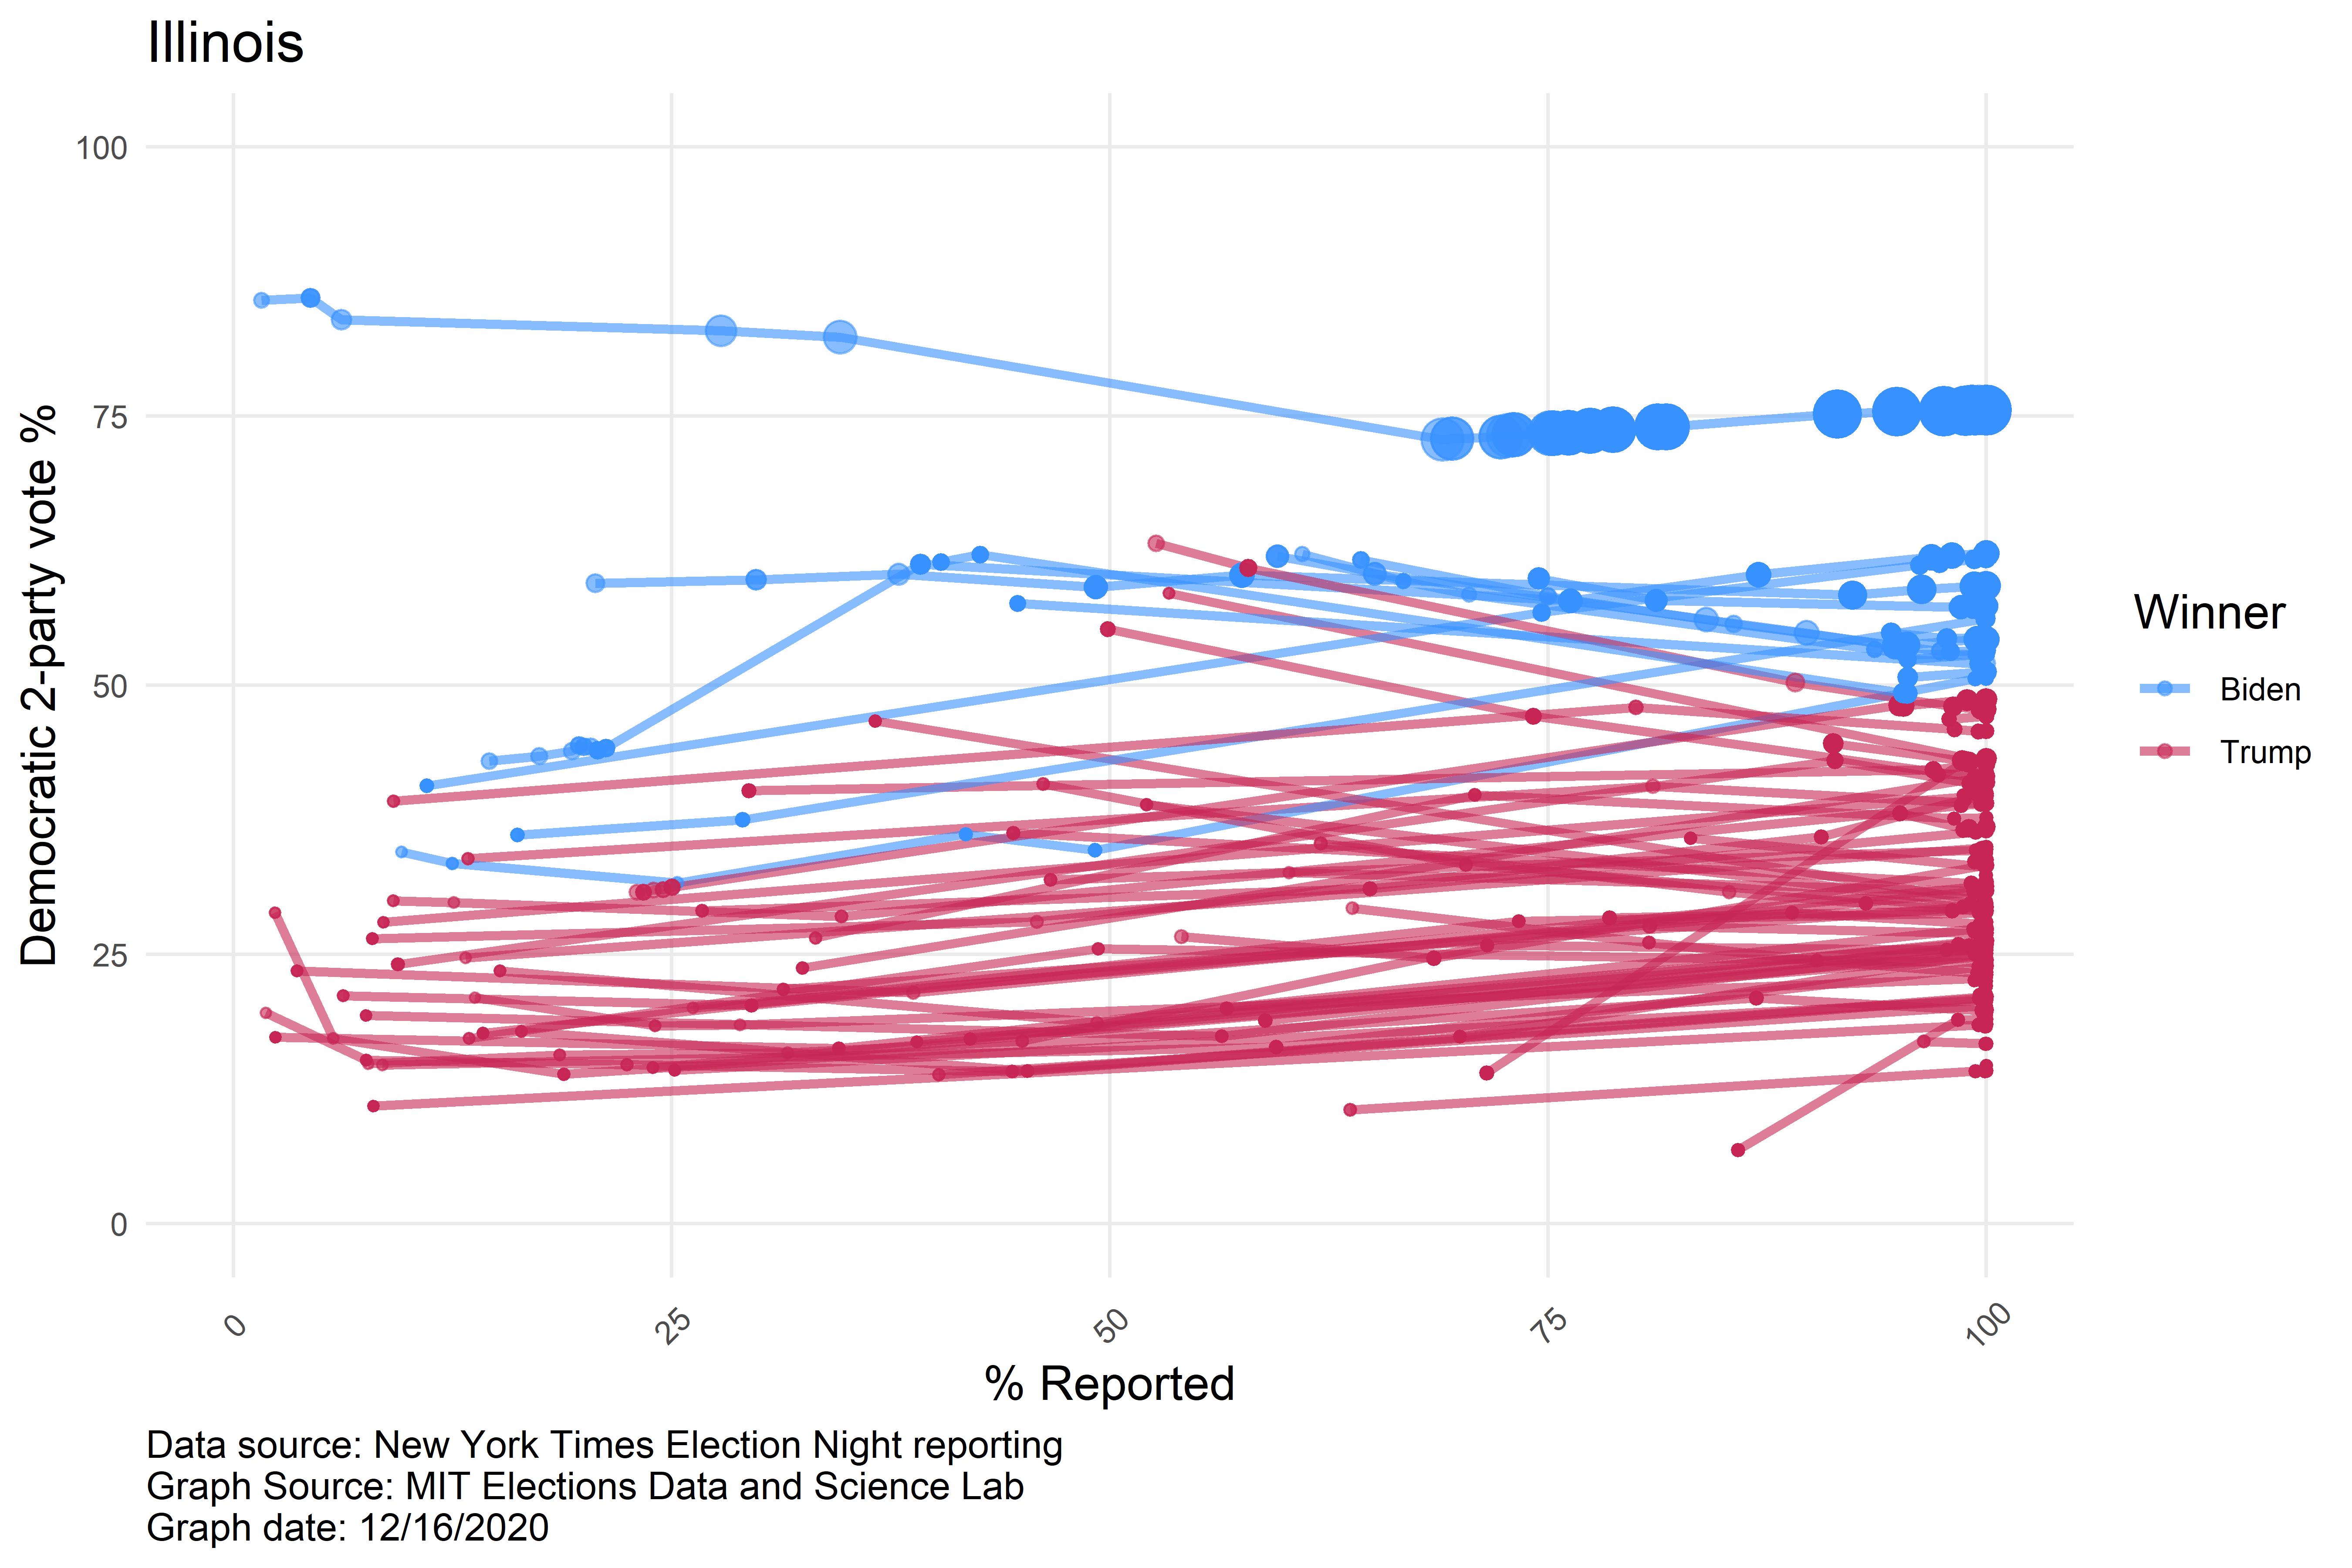 Illinois
100
75
50
25
0
Democratic 2-party vote %
0
25
50
75
100
% Reported
Winner
Biden
Trump
Data source: New York Times Election Night reporting
Graph Source: MIT Elections Data and Science Lab
Graph date: 12/16/2020